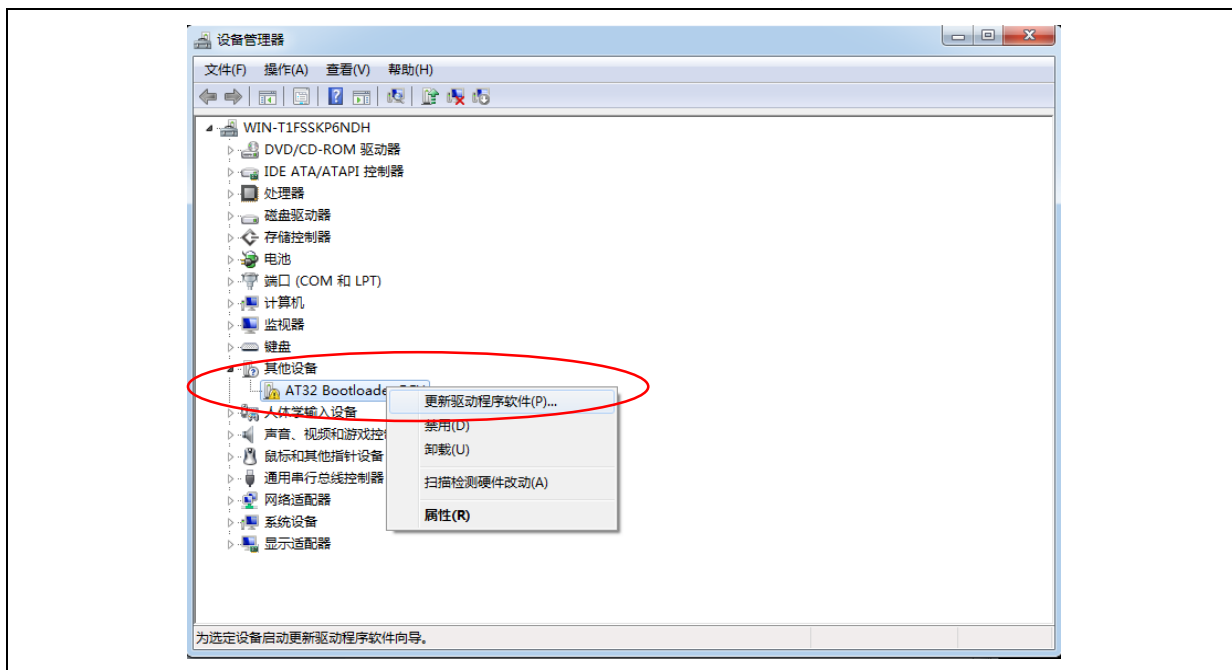 设备管理器
文件(F) 操作(A) 查看(V) 帮助(H)
WIN-T1FSSKP6NDH
DVD/CD-ROM 驱动器
IDE ATA/ATAPI 控制器
处理器
磁盘驱动器
存储控制器
电池
端口 (COM 和 LPT)
计算机
监视器
键盘
其他设备
AT32 Bootloade
人体学输入设备
声音、视频和游戏控
鼠标和其他指针设备
通用串行总线控制器
网络适配器
系统设备
显示适配器
更新驱动程序软件(P)...
禁用(D)
卸载(U)
扫描检测硬件改动(A)
属性(R)
为选定设备启动更新驱动程序软件向导。